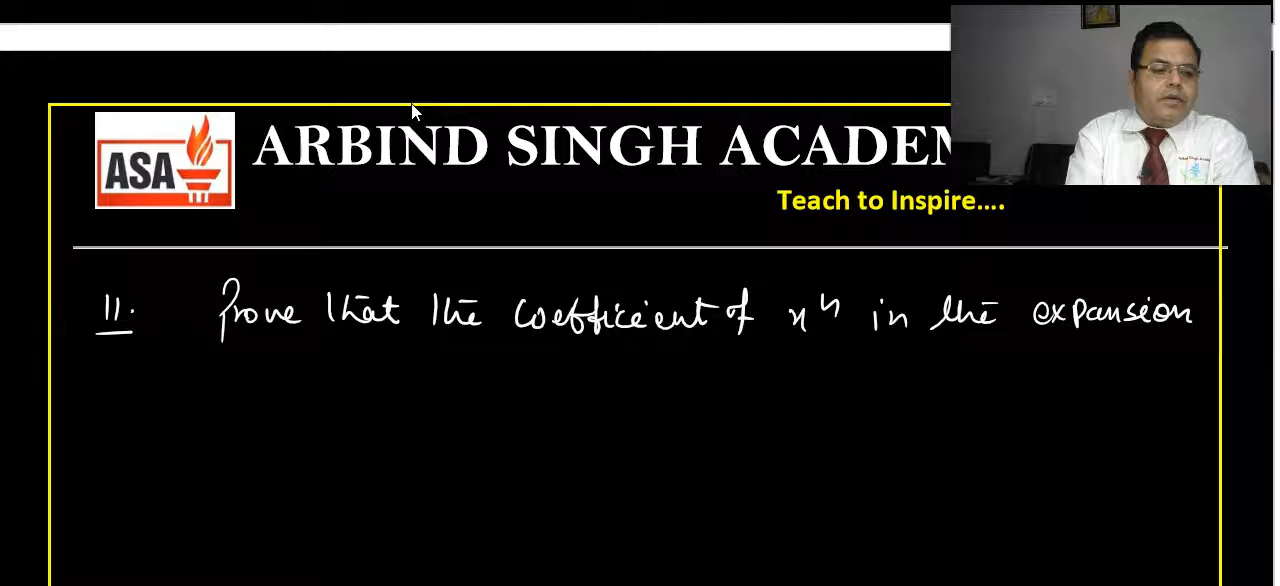 ASA
ARBIND SINGH ACADEM
Teach to Inspire....
11. Prove that the coefficient of xⁿ in the expansion